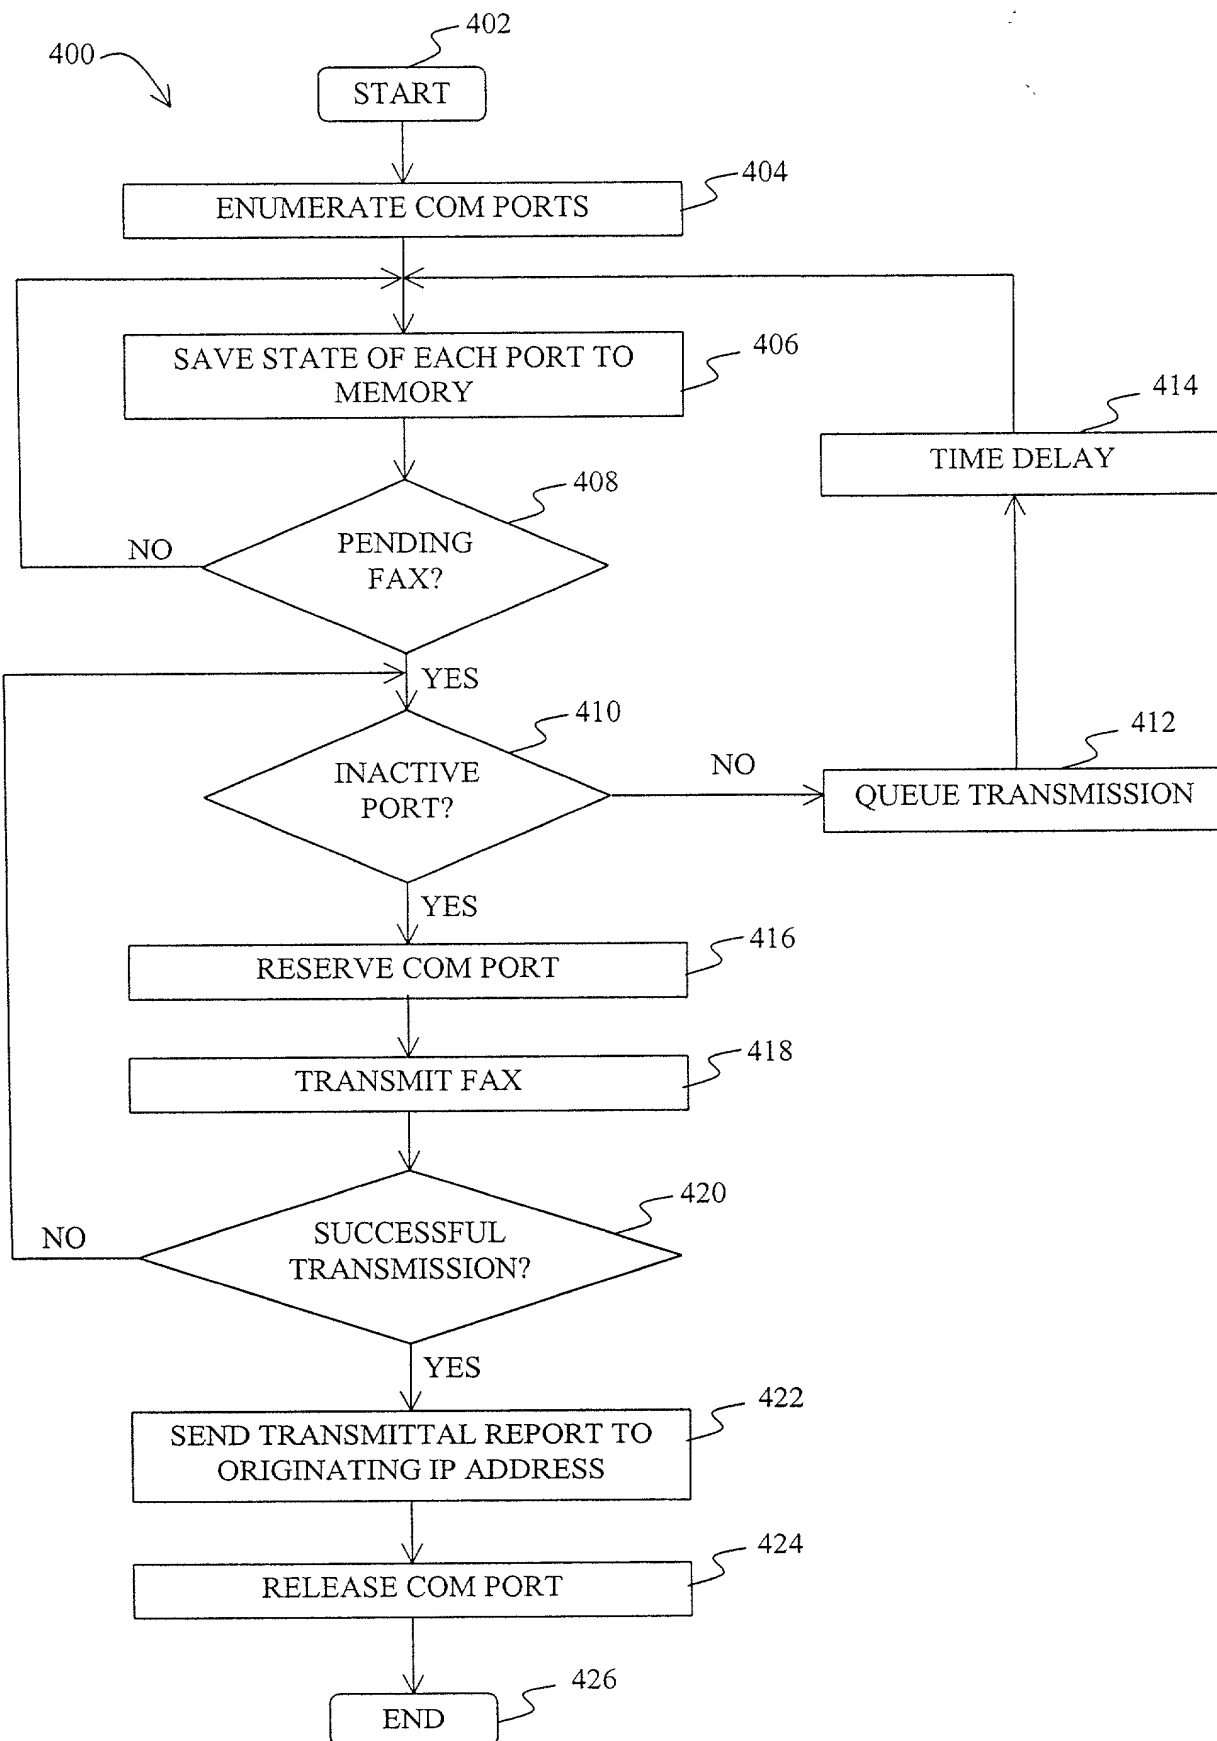 402
400
START
404
ENUMERATE COM PORTS
406
SAVE STATE OF EACH PORT TO
MEMORY
414
TIME DELAY
408
PENDING
FAX?
NO
YES
410
INACTIVE
PORT?
NO
412
QUEUE TRANSMISSION
YES
416
RESERVE COM PORT
418
TRANSMIT FAX
420
SUCCESSFUL
TRANSMISSION?
NO
YES
422
SEND TRANSMITTAL REPORT TO
ORIGINATING IP ADDRESS
424
RELEASE COM PORT
426
END